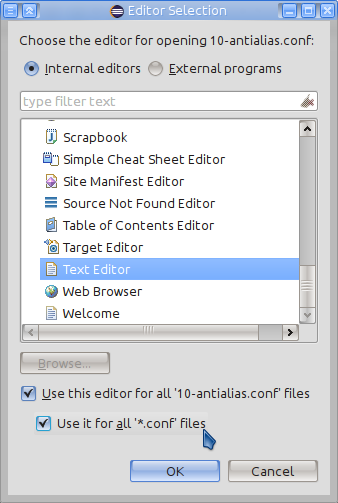 Editor Selection
Choose the editor for opening 10-antialias.conf:
Internal editors External programs
type filter text
Scrapbook
Simple Cheat Sheet Editor
Site Manifest Editor
Source Not Found Editor
Table of Contents Editor
Target Editor
Text Editor
Web Browser
Welcome
Browse...
Use this editor for all '10-antialias.conf' files
Use it for all '*.conf' files
OK Cancel